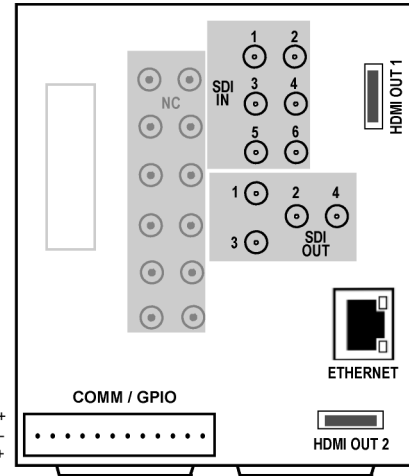 1 2
SDI
IN
3 4
5 6
NC
HDMI OUT 1
1 2 4
3
SDI
OUT
ETHERNET
COMM / GPIO
HDMI OUT 2
+
–
+